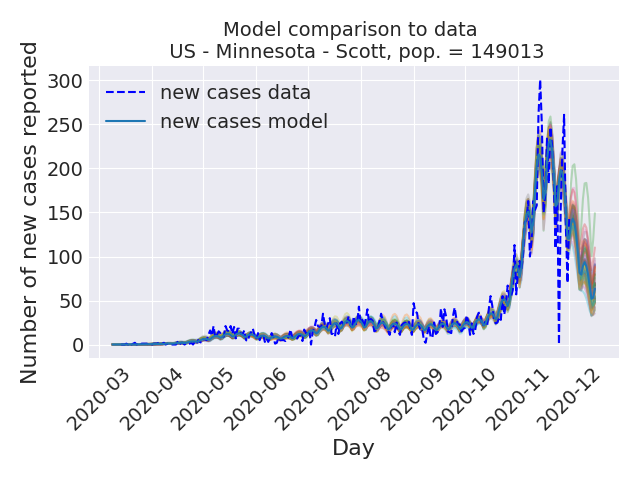 Model comparison to data
US - Minnesota - Scott, pop. = 149013
Number of new cases reported
300
250
200
150
100
50
0
new cases data
new cases model
2020-03
2020-04
2020-05
2020-06
2020-07
2020-08
2020-09
2020-10
2020-11
2020-12
Day